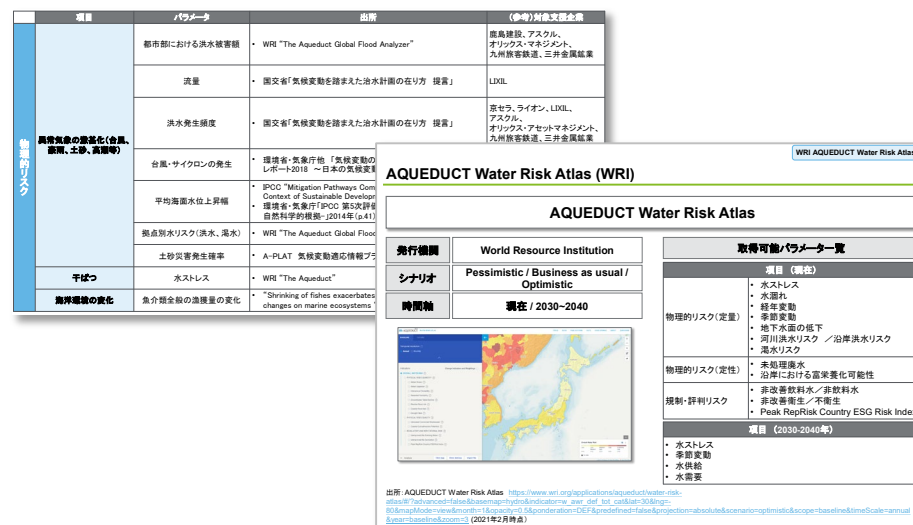 項目 パラメータ 出所 (参考)対象支援企業
物理的リスク
異常気象の激甚化(台風、
豪雨、土砂、高潮等)
都市部における洪水被害額
• WRI "The Aqueduct Global Flood Analyzer"
鹿島建設、アスクル、
オリックス・マネジメント、
九州旅客鉄道、三井金属鉱業
流量
• 国交省「気候変動を踏まえた治水計画の在り方 提言」
LIXIL
洪水発生頻度
• 国交省「気候変動を踏まえた治水計画の在り方 提言」
京セラ、ライオン、LIXIL、
アスクル、
オリックス・アセットマネジメント、
九州旅客鉄道、三井金属鉱業
台風・サイクロンの発生
• 環境省・気象庁他 「気候変動の
レポート2018 ～日本の気候変動
平均海面水位上昇幅
• IPCC "Mitigation Pathways Com
Context of Sustainable Develop
• 環境省・気象庁「IPCC 第5次評価
自然科学的根拠-」2014年(p.41)
拠点別水リスク(洪水、渇水)
• WRI "The Aqueduct Global Flood
土砂災害発生確率
• A-PLAT 気候変動適応情報プラ
干ばつ
水ストレス
• WRI "The Aqueduct"
海洋環境の変化
魚介類全般の漁獲量の変化
• "Shrinking of fishes exacerbates
changes on marine ecosystems
WRI AQUEDUCT Water Risk Atlas
AQUEDUCT Water Risk Atlas (WRI)
AQUEDUCT Water Risk Atlas
発行機関 World Resource Institution
シナリオ Pessimistic / Business as usual /
Optimistic
時間軸 現在 / 2030~2040
取得可能パラメーター一覧
項目 (現在)
物理的リスク(定量)
• 水ストレス
• 水涸れ
• 経年変動
• 季節変動
• 地下水面の低下
• 河川洪水リスク /沿岸洪水リスク
• 渇水リスク
物理的リスク(定性)
• 未処理廃水
• 沿岸における富栄養化可能性
規制・評判リスク
• 非改善飲料水/非飲料水
• 非改善衛生/不衛生
• Peak RepRisk Country ESG Risk Index
項目 (2030-2040年)
• 水ストレス
• 季節変動
• 水供給
• 水需要
出所:AQUEDUCT Water Risk Atlas https://www.wri.org/applications/aqueduct/water-risk-
atlas/#/?advanced=false&basemap=hydro&indicator=w_awr_def_tot_cat&lat=30&lng=-
80&mapMode=view&month=1&opacity=0.5&ponderation=DEF&predefined=false&projection=absolute&scenario=optimistic&scope=baseline&timeScale=annual
&year=baseline&zoom=3 (2021年2月時点)